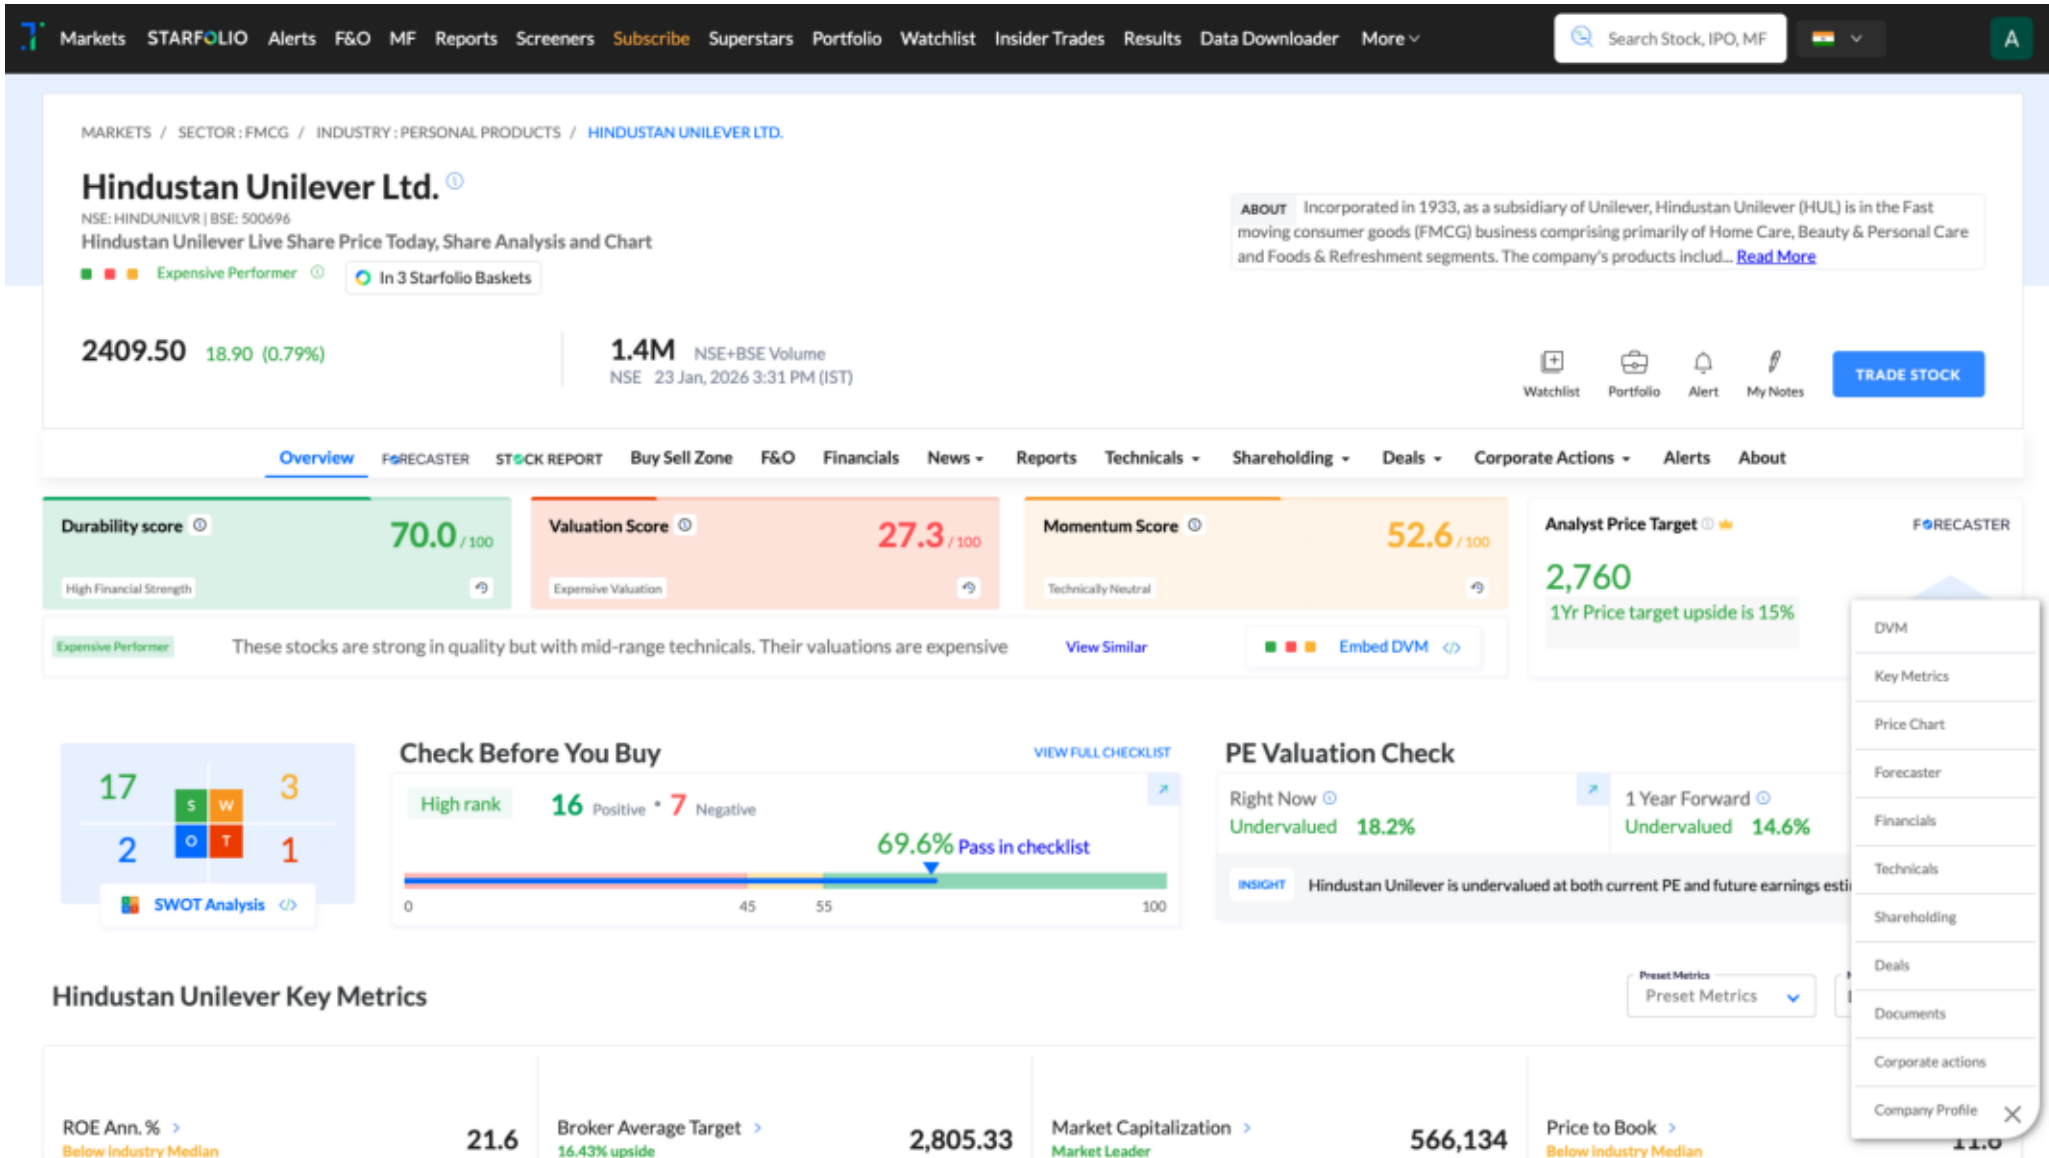 Markets STARFOLIO Alerts F&O MF Reports Screeners Subscribe Superstars Portfolio Watchlist Insider Trades Results Data Downloader More Search Stock, IPO, MF A
MARKETS / SECTOR : FMCG / INDUSTRY : PERSONAL PRODUCTS / HINDUSTAN UNILEVER LTD.
Hindustan Unilever Ltd.
NSE: HINDUNILVR | BSE: 500696
Hindustan Unilever Live Share Price Today, Share Analysis and Chart
Expensive Performer In 3 Starfolio Baskets
ABOUT Incorporated in 1933, as a subsidiary of Unilever, Hindustan Unilever (HUL) is in the Fast
moving consumer goods (FMCG) business comprising primarily of Home Care, Beauty & Personal Care
and Foods & Refreshment segments. The company's products includ... Read More
2409.50 18.90 (0.79%)
1.4M NSE+BSE Volume
NSE 23 Jan, 2026 3:31 PM (IST)
Watchlist Portfolio Alert My Notes TRADE STOCK
Overview FORECASTER STOCK REPORT Buy Sell Zone F&O Financials News Reports Technicals Shareholding Deals Corporate Actions Alerts About
Durability score 70.0 / 100
High Financial Strength
Valuation Score 27.3 / 100
Expensive Valuation
Momentum Score 52.6 / 100
Technically Neutral
Analyst Price Target FORECASTER
2,760
1Yr Price target upside is 15%
Expensive Performer These stocks are strong in quality but with mid-range technicals. Their valuations are expensive View Similar Embed DVM </>
17 3
S W
O T
2 1
SWOT Analysis </>
Check Before You Buy VIEW FULL CHECKLIST
High rank 16 Positive • 7 Negative
69.6% Pass in checklist
0 45 55 100
PE Valuation Check
Right Now
Undervalued 18.2%
1 Year Forward
Undervalued 14.6%
INSIGHT Hindustan Unilever is undervalued at both current PE and future earnings esti
Hindustan Unilever Key Metrics
Preset Metrics
Preset Metrics
ROE Ann. % 21.6
Below industry Median
Broker Average Target 2,805.33
16.43% upside
Market Capitalization 566,134
Market Leader
Price to Book 11.6
Below industry Median
DVM
Key Metrics
Price Chart
Forecaster
Financials
Technicals
Shareholding
Deals
Documents
Corporate actions
Company Profile